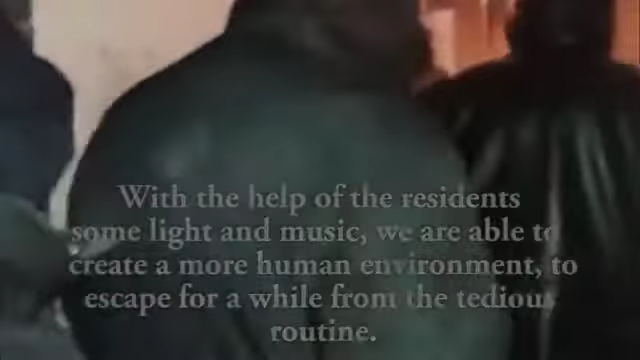 With the help of the residents
some light and music, we are able to
create a more human environment, to
escape for a while from the tedious
routine.